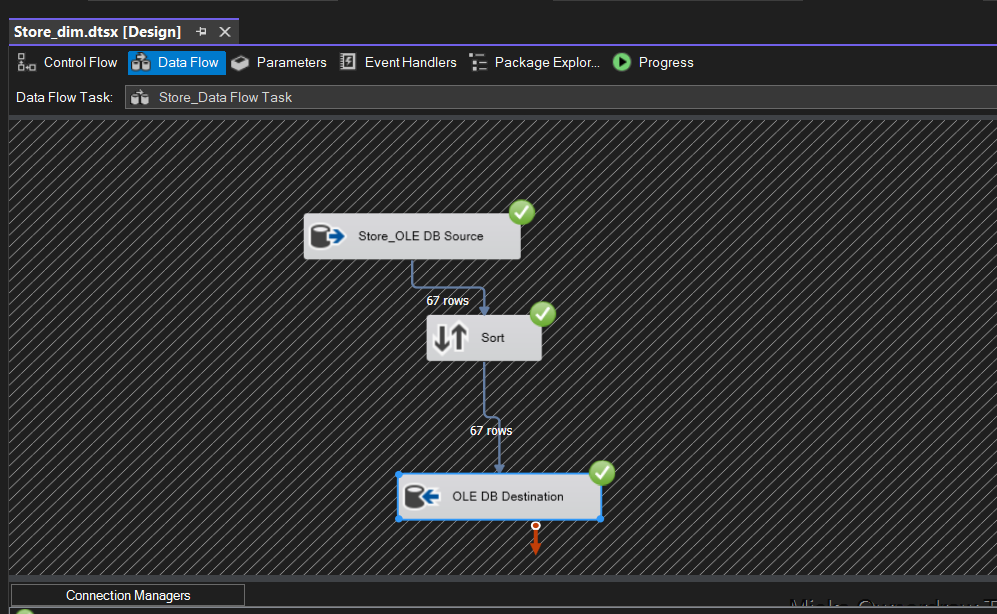 Store_dim.dtsx [Design]
Control Flow Data Flow Parameters Event Handlers Package Explor... Progress
Data Flow Task: Store_Data Flow Task
Store_OLE DB Source
67 rows
Sort
67 rows
OLE DB Destination
Connection Managers